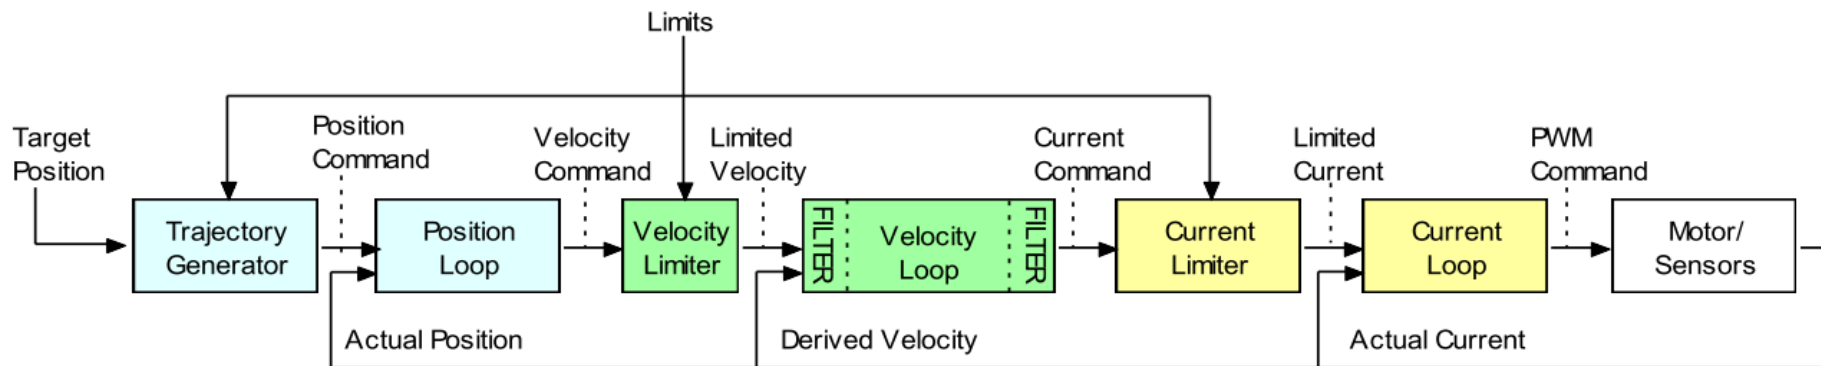 Limits
Target
Position
Position
Command
Velocity
Command
Limited
Velocity
Current
Command
Limited
Current
PWM
Command
Trajectory
Generator
Position
Loop
Velocity
Limiter
FILTER
Velocity
Loop
FILTER
Current
Limiter
Current
Loop
Motor/
Sensors
Actual Position
Derived Velocity
Actual Current